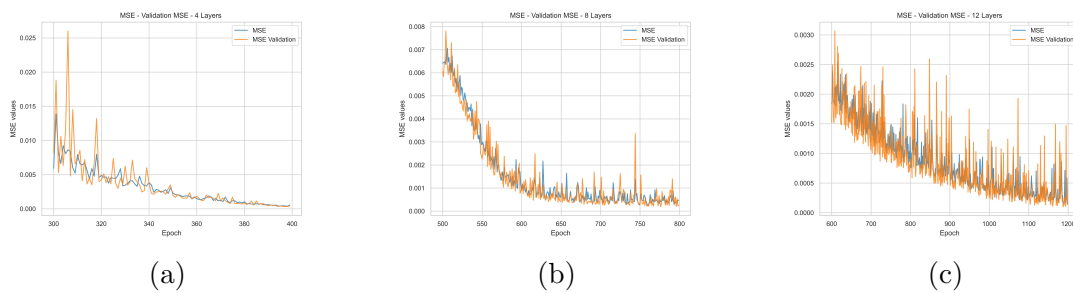 MSE - Validation MSE - 4 Layers
MSE
MSE Validation
MSE values
0.025
0.020
0.015
0.010
0.005
0.000
300 320 340 360 380 400
Epoch
(a)
MSE - Validation MSE - 8 Layers
MSE
MSE Validation
MSE values
0.008
0.007
0.006
0.005
0.004
0.003
0.002
0.001
0.000
500 550 600 650 700 750 800
Epoch
(b)
MSE - Validation MSE - 12 Layers
MSE
MSE Validation
MSE values
0.0030
0.0025
0.0020
0.0015
0.0010
0.0005
0.0000
600 700 800 900 1000 1100 1200
Epoch
(c)